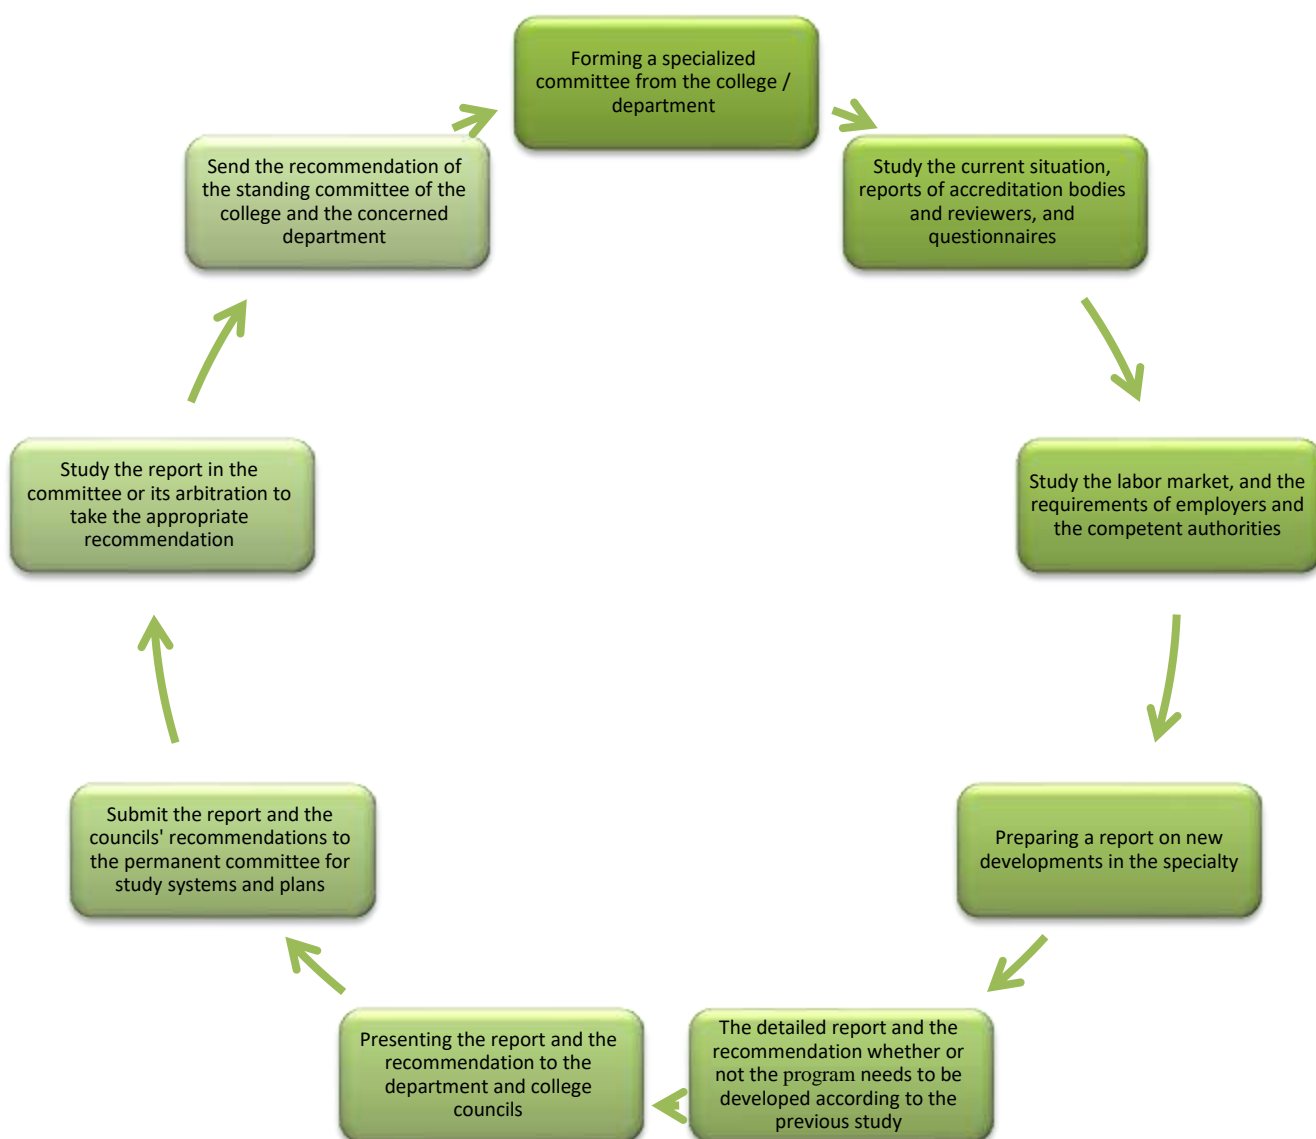 Forming a specialized
committee from the college /
department
Study the current situation,
reports of accreditation bodies
and reviewers, and
questionnaires
Study the labor market, and the
requirements of employers and
the competent authorities
Preparing a report on new
developments in the specialty
The detailed report and the
recommendation whether or
not the program needs to be
developed according to the
previous study
Presenting the report and the
recommendation to the
department and college
councils
Submit the report and the
councils' recommendations to
the permanent committee for
study systems and plans
Study the report in the
committee or its arbitration to
take the appropriate
recommendation
Send the recommendation of
the standing committee of the
college and the concerned
department